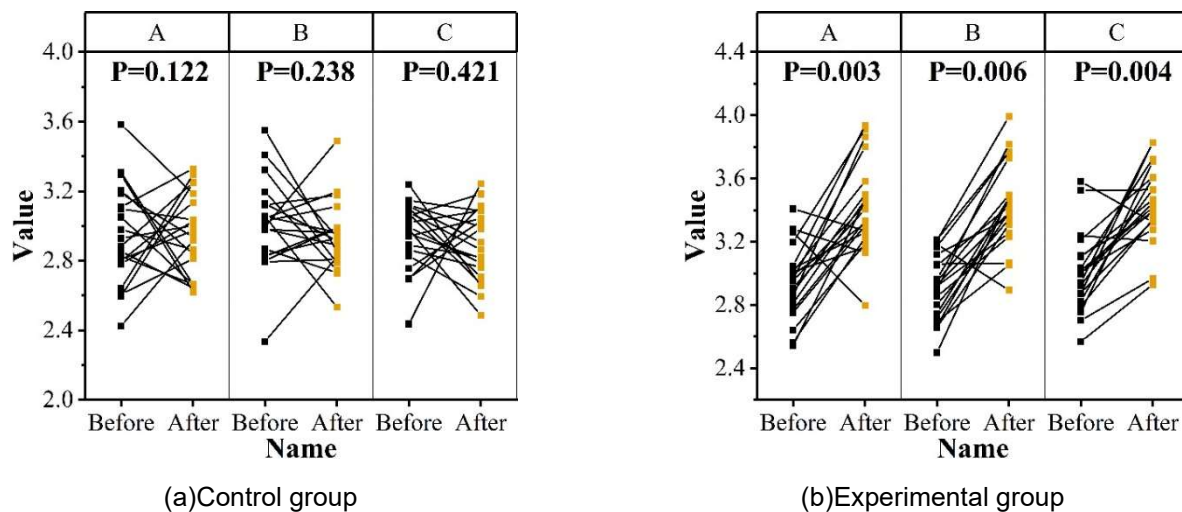 A B C
P=0.122 P=0.238 P=0.421
4.0
3.6
3.2
2.8
2.4
2.0
Value
Before After Before After Before After
Name
(a)Control group
A B C
P=0.003 P=0.006 P=0.004
4.4
4.0
3.6
3.2
2.8
2.4
Value
Before After Before After Before After
Name
(b)Experimental group